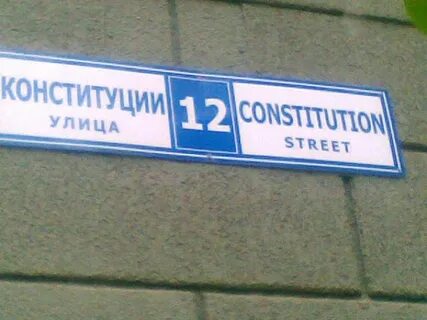 КОНСТИТУЦИИ
УЛИЦА
12
CONSTITUTION
STREET